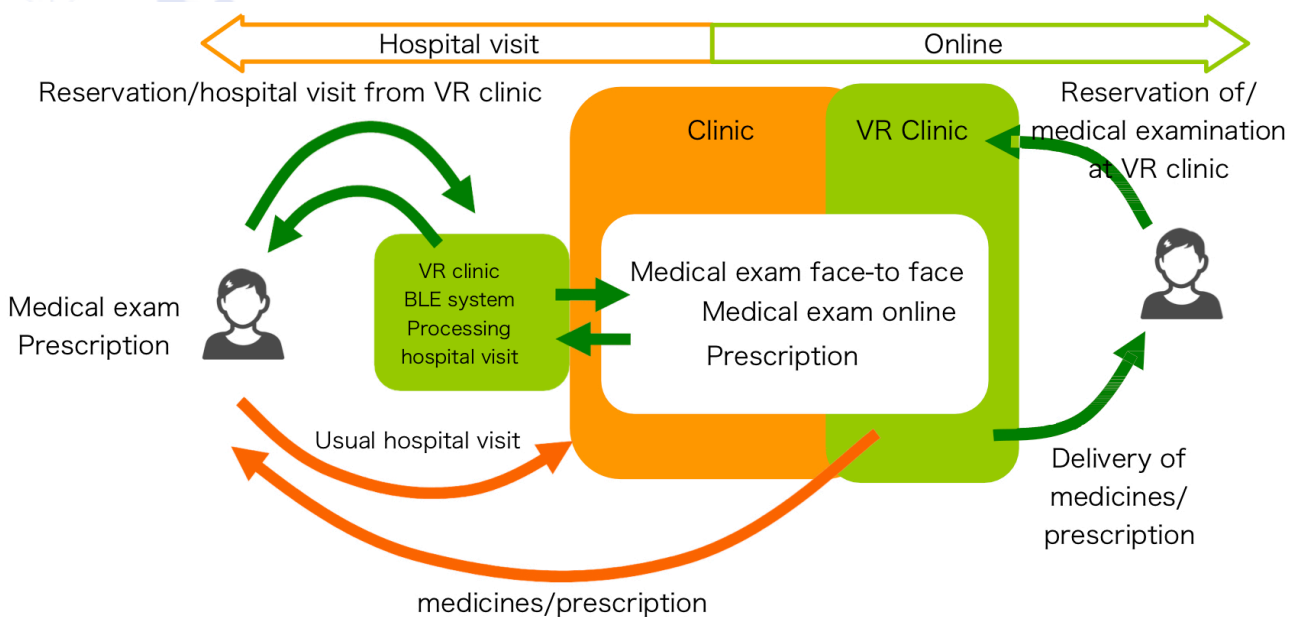 Hospital visit
Online
Reservation/hospital visit from VR clinic
Clinic
VR Clinic
Reservation of/
medical examination
at VR clinic
Medical exam
Prescription
VR clinic
BLE system
Processing
hospital visit
Medical exam face-to face
Medical exam online
Prescription
Usual hospital visit
Delivery of
medicines/
prescription
medicines/prescription